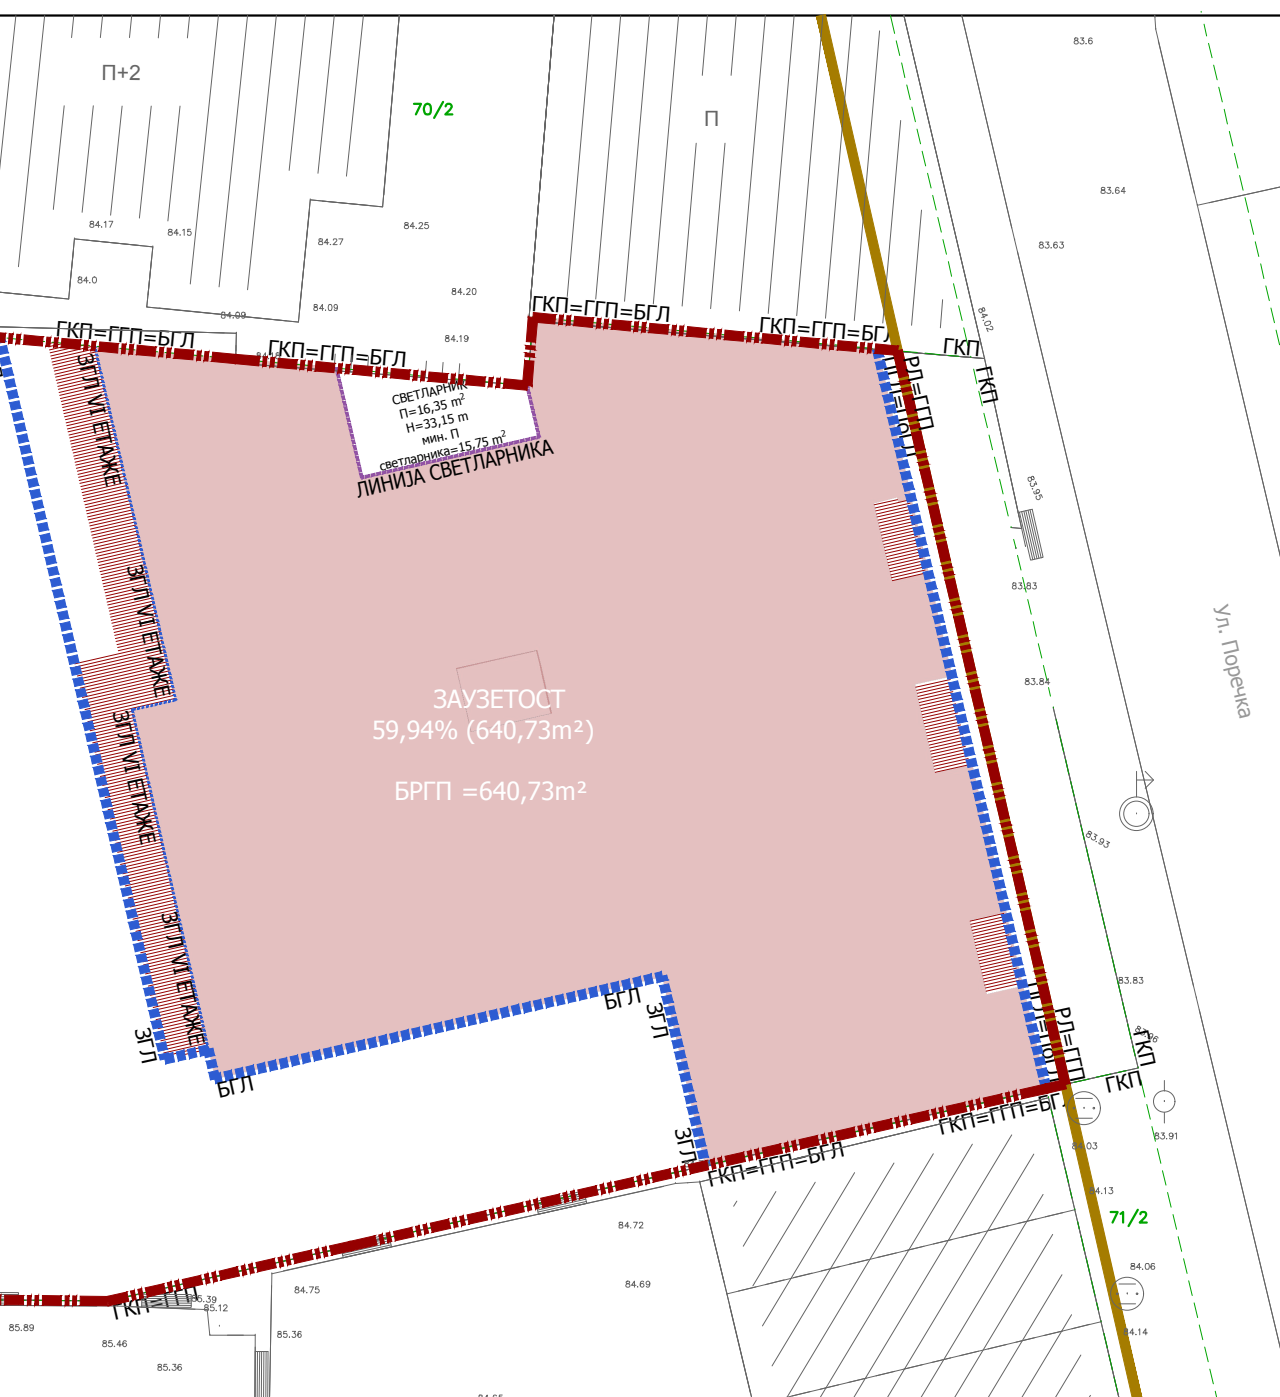 83.6
П+2
70/2
П
83.64
84.17
84.15
84.25
84.27
83.63
84.0
84.20
84.09
84.09
84.02
ГКП=ГГП=БГЛ
ГКП=ГГП=БГЛ
84.19
ГКП=ГГП=БГЛ
ГКП=ГГП=БГЛ
ГКП
ГКП
РЛ=ГГП
СВЕТЛАРНИК
П=16,35 m²
H=33,15 m
мин. П
светларника=15,75 m²
ЛИНИЈА СВЕТЛАРНИКА
ЗГЛ VI ЕТАЖЕ
83.95
83.83
ЗГЛ VI ЕТАЖЕ
Ул. Поречка
83.84
ЗАУЗЕТОСТ
59,94% (640,73m²)
БРГП =640,73m²
ЗГЛ VI ЕТАЖЕ
83.93
ЗГЛ VI ЕТАЖЕ
83.83
БГЛ
ЗГЛ
ЗГЛ
РЛ=ГГП
ГКП
ГКП
БГЛ
ГКП=ГГП=БГЛ
83.91
ЗГЛ
84.03
ГКП=ГГП=БГЛ
84.13
71/2
84.72
84.06
84.69
84.75
85.39
ГКП=ГГП
85.12
85.89
85.36
84.14
85.46
85.36